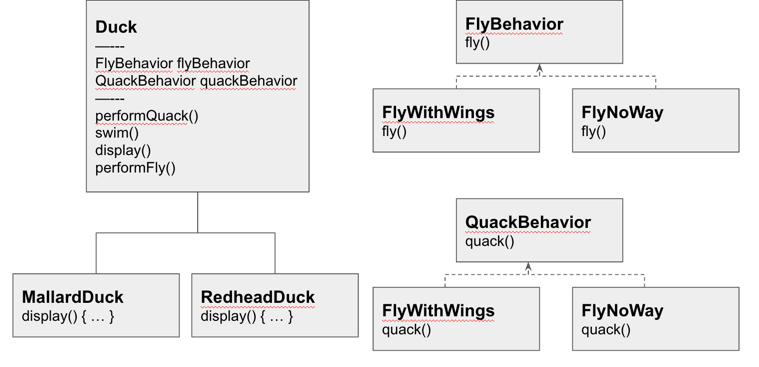 Duck
—---
FlyBehavior flyBehavior
QuackBehavior quackBehavior
—---
performQuack()
swim()
display()
performFly()
MallardDuck
display() { … }
RedheadDuck
display() { … }
FlyBehavior
fly()
FlyWithWings
fly()
FlyNoWay
fly()
QuackBehavior
quack()
FlyWithWings
quack()
FlyNoWay
quack()